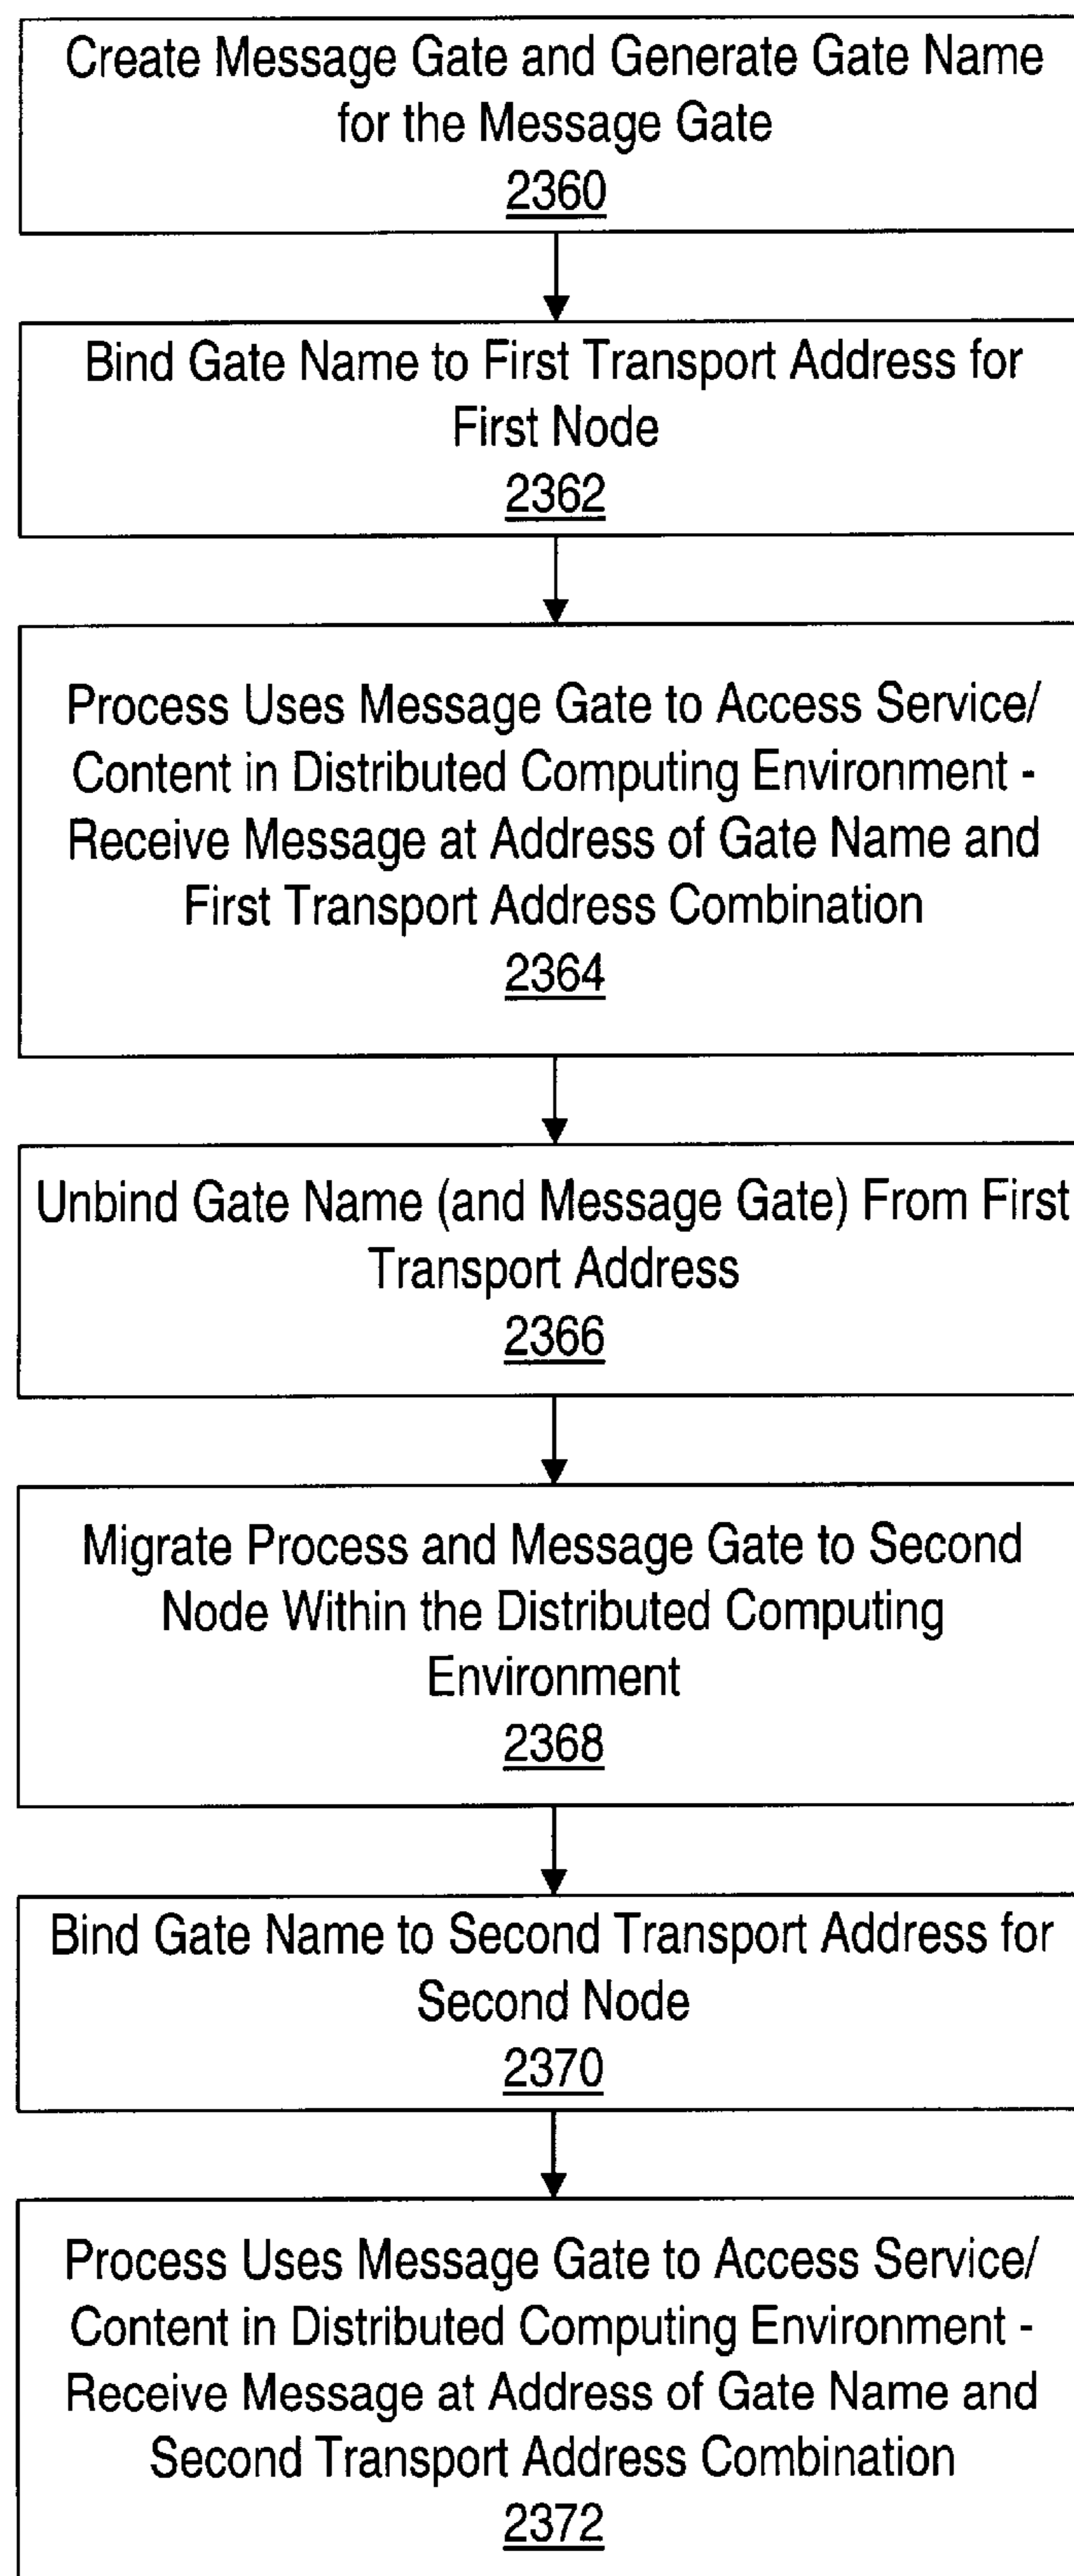 Create Message Gate and Generate Gate Name
for the Message Gate
2360
Bind Gate Name to First Transport Address for
First Node
2362
Process Uses Message Gate to Access Service/
Content in Distributed Computing Environment -
Receive Message at Address of Gate Name and
First Transport Address Combination
2364
Unbind Gate Name (and Message Gate) From First
Transport Address
2366
Migrate Process and Message Gate to Second
Node Within the Distributed Computing
Environment
2368
Bind Gate Name to Second Transport Address for
Second Node
2370
Process Uses Message Gate to Access Service/
Content in Distributed Computing Environment -
Receive Message at Address of Gate Name and
Second Transport Address Combination
2372